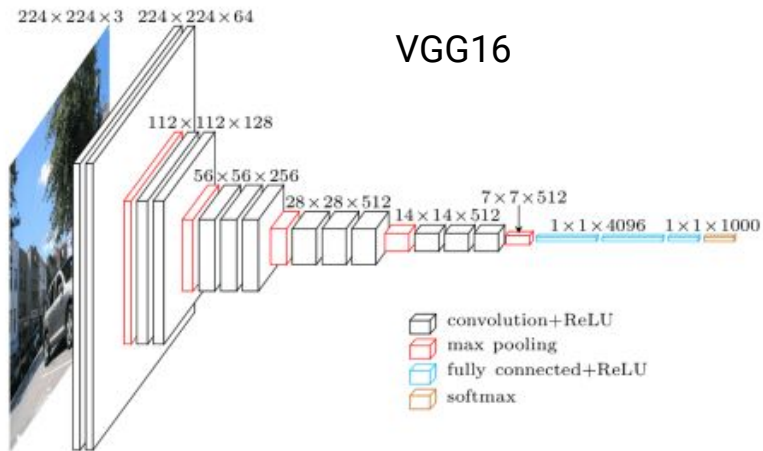 224×224×3
224×224×64
VGG16
112×112×128
56×56×256
28×28×512
14×14×512
7×7×512
1×1×4096
1×1×1000
convolution+ReLU
max pooling
fully connected+ReLU
softmax